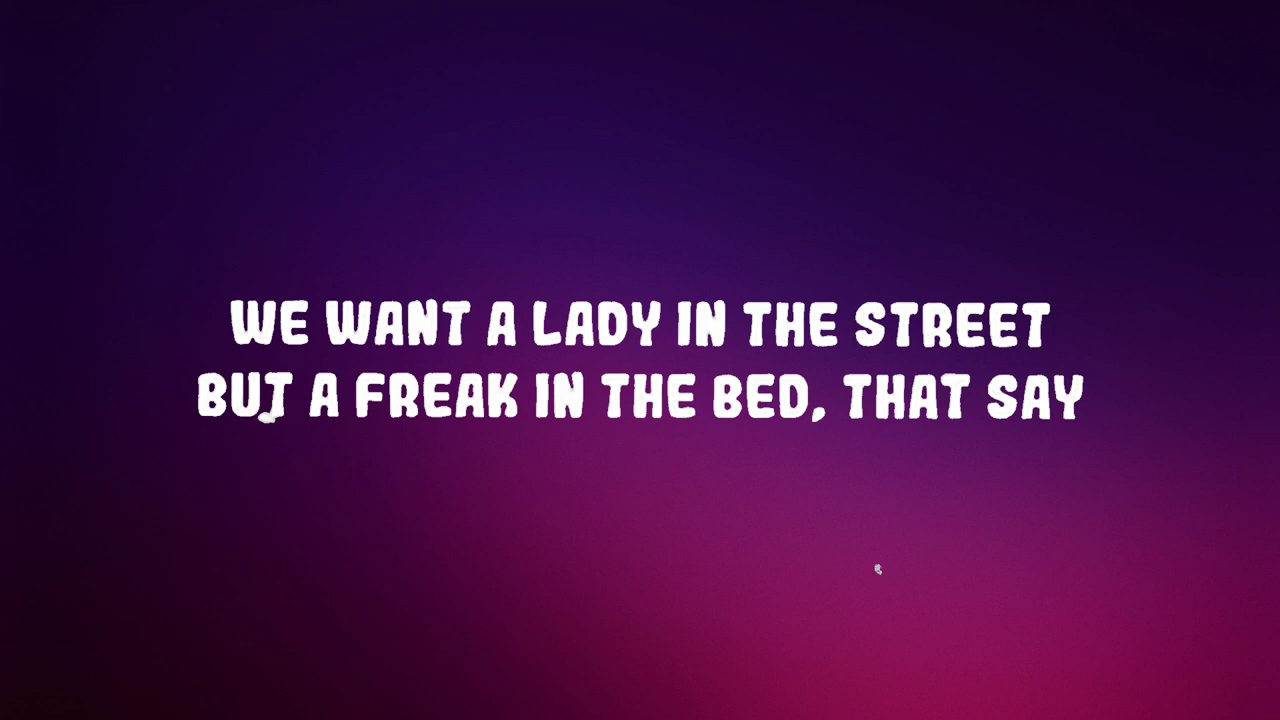 WE WANT A LADY IN THE STREET
BUT A FREAK IN THE BED, THAT SAY